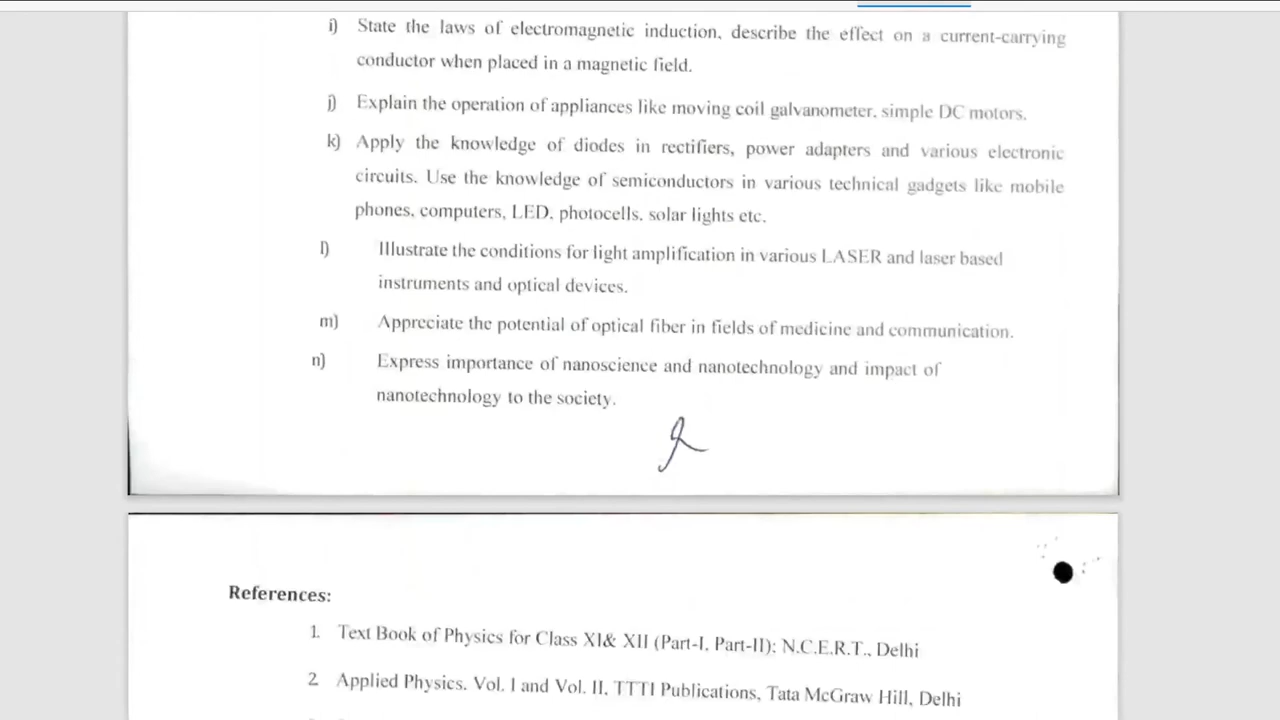 i) State the laws of electromagnetic induction, describe the effect on a current-carrying
conductor when placed in a magnetic field.
j) Explain the operation of appliances like moving coil galvanometer, simple DC motors.
k) Apply the knowledge of diodes in rectifiers, power adapters and various electronic
circuits. Use the knowledge of semiconductors in various technical gadgets like mobile
phones, computers, LED, photocells, solar lights etc.
l) Illustrate the conditions for light amplification in various LASER and laser based
instruments and optical devices.
m) Appreciate the potential of optical fiber in fields of medicine and communication.
n) Express importance of nanoscience and nanotechnology and impact of
nanotechnology to the society.
References:
1. Text Book of Physics for Class XI& XII (Part-I, Part-II): N.C.E.R.T., Delhi
2. Applied Physics, Vol. I and Vol. II, TTTI Publications, Tata McGraw Hill, Delhi